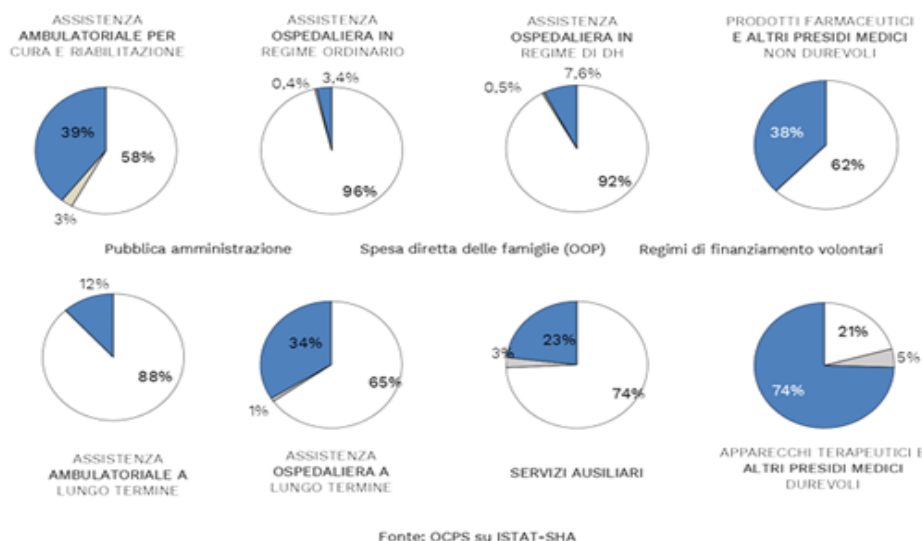 ASSISTENZA
AMBULATORIALE PER
CURA E RIABILITAZIONE
39%
58%
3%
ASSISTENZA
OSPEDALIERA IN
REGIME ORDINARIO
0,4%
3,4%
96%
ASSISTENZA
OSPEDALIERA IN
REGIME DI DH
0,5%
7,6%
92%
PRODOTTI FARMACEUTICI
E ALTRI PRESIDI MEDICI
NON DUREVOLI
38%
62%
Pubblica amministrazione
Spesa diretta delle famiglie (OOP)
Regimi di finanziamento volontari
12%
88%
ASSISTENZA
AMBULATORIALE A
LUNGO TERMINE
34%
65%
1%
ASSISTENZA
OSPEDALIERA A
LUNGO TERMINE
23%
3%
74%
SERVIZI AUSILIARI
21%
5%
74%
APPARECCHI TERAPEUTICI E
ALTRI PRESIDI MEDICI
DUREVOLI
Fonte: OCPS su ISTAT-SHA